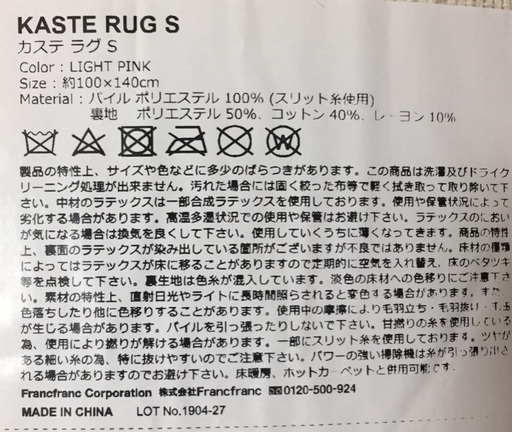 KASTE RUG S
カステ ラグ S
Color : LIGHT PINK
Size : 約100×140cm
Material : パイル ポリエステル 100% (スリット糸使用)
裏地 ポリエステル 50%、コットン 40%、レーヨン 10%
製品の特性上、サイズや色などに多少のばらつきがあります。この商品は洗濯及びドライク
リーニング処理が出来ません。汚れた場合には固く絞った布等で軽く拭き取って取り除いて下
さい。中材のラテックスは一部合成ラテックスを使用しております。使用や保管状況によって
劣化する場合があります。高温多湿状況での使用や保管はお避け下さい。ラテックスのにおい
が気になる場合は換気を良くして下さい。使用していくうちに薄くなってきます。商品の特性
上、裏面のラテックスが染み出している箇所がございますが不良ではありません。床材の種類
によってはラテックスが床に移ることがありますので定期的に空気を入れ替え、床のベタツキ
等を点検して下さい。裏生地は色糸が混入しています。淡色の床材への色移りにご注意下さ
い。素材の特性上、直射日光やライトに長時間照らされると変色する場合があります。また
色落ちしたり他に色移りすることがあります。使用中の摩擦により毛羽立ち・毛羽抜け・毛玉
が生じる場合があります。パイルを引っ張ったりしないで下さい。甘撚りの糸を使用している
為、使用により撚りが解ける場合があります。一部にスリット糸を使用しております。ツヤが
ある細い糸の為、特に抜けやすいのでご注意下さい。パワーの強い掃除機は糸が引っ張り出さ
れる場合がありますのでお避け下さい。床暖房、ホットカーペットと併用可能です。
Francfranc Corporation 株式会社Francfranc 0120-500-924
MADE IN CHINA LOT No.1904-27